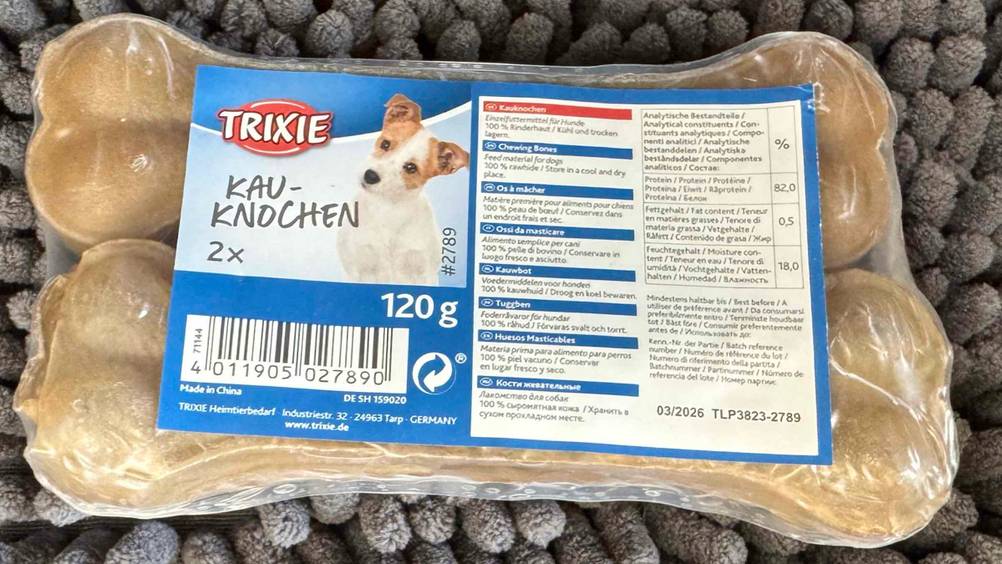 TRIXIE
KAU-
KNOCHEN
2x
#2789
120 g
71144
4 011905 027890
Made in China
DE SH 159020
TRIXIE Heimtierbedarf · Industriestr. 32 · 24963 Tarp · GERMANY
www.trixie.de
Kauknochen
Einzelfuttermittel für Hunde
100 % Rinderhaut / Kühl und trocken
lagern.
Chewing Bones
Feed material for dogs
100 % rawhide / Store in a cool and dry
place.
Os à mâcher
Matière première pour aliments pour chiens
100 % peau de bœuf / Conservez dans
un endroit frais et sec.
Ossi da masticare
Alimento semplice per cani
100 % pelle di bovino / Conservare in
luogo fresco e asciutto.
Kauwbot
Voedermiddelen voor honden
100 % kauwhuid / Droog en koel bewaren.
Tuggben
Foderråvaror för hundar
100 % råhud / Förvaras svalt och torrt.
Huesos Masticables
Materia prima para alimento para perros
100 % piel vacuno / Conservar
en lugar fresco y seco.
Кости жевательные
Лакомство для собак
100 % сыромятная кожа / Хранить в
сухом прохладном месте.
Analytische Bestandteile /
Analytical constituents / Con-
stituants analytiques / Compo-
nenti analitici / Analytische
bestanddelen / Analytiska
beståndsdelar / Componentes
analíticos / Состав:
%
Protein / Protein / Protéine /
Proteina / Eiwit / Råprotein /
Proteína / Белок
82,0
Fettgehalt / Fat content / Teneur
en matières grasses / Tenore di
materia grassa / Vetgehalte /
Råfett / Contenido de grasa / Жир
0,5
Feuchtegehalt / Moisture con-
tent / Teneur en eau / Tenore di
umidità / Vochtgehalte / Vatten-
halten / Humedad / Влажность
18,0
Mindestens haltbar bis / Best before / A
utiliser de préférence avant / Da consumarsi
preferibilmente entro / Tenminste houdbaar
tot / Bäst före / Consumir preferentemente
antes de / Использовать до:
Kenn.-Nr. der Partie / Batch reference
number / Numéro de référence du lot /
Numero di riferimento della partita /
Batchnummer / Partinummer / Número de
referencia del lote / Номер партии:
03/2026 TLP3823-2789